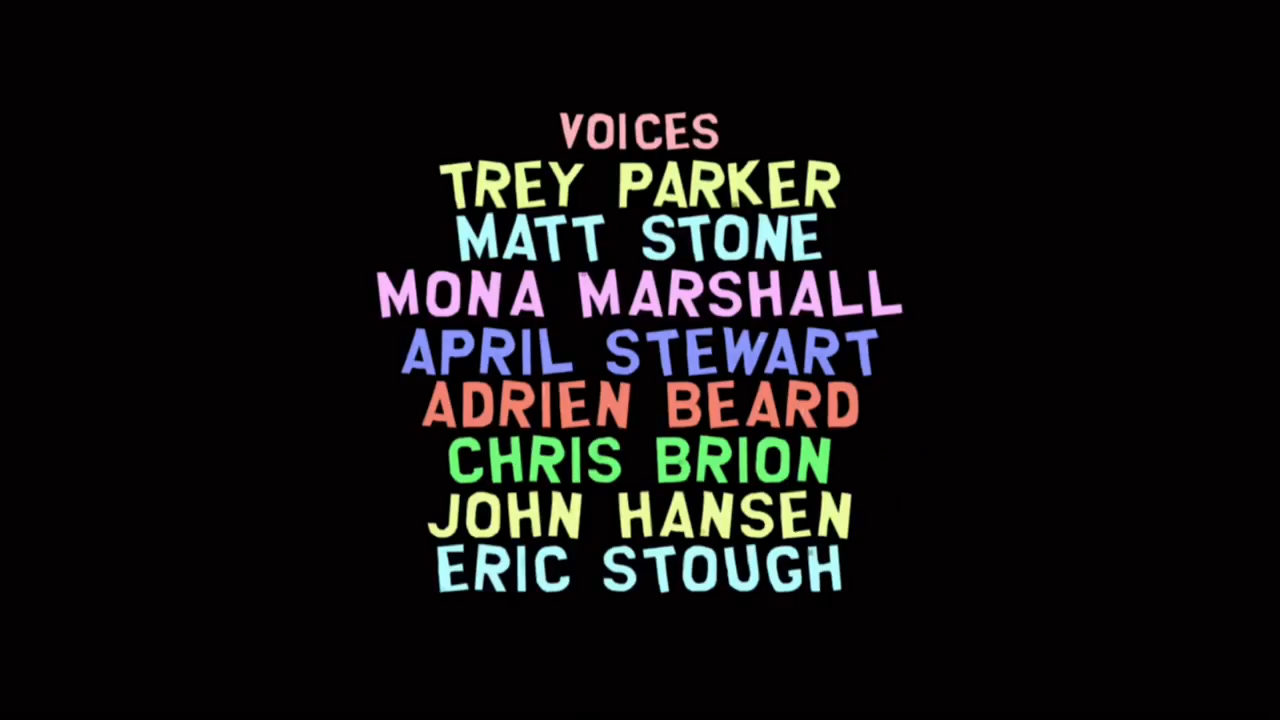 VOICES
TREY PARKER
MATT STONE
MONA MARSHALL
APRIL STEWART
ADRIEN BEARD
CHRIS BRION
JOHN HANSEN
ERIC STOUGH